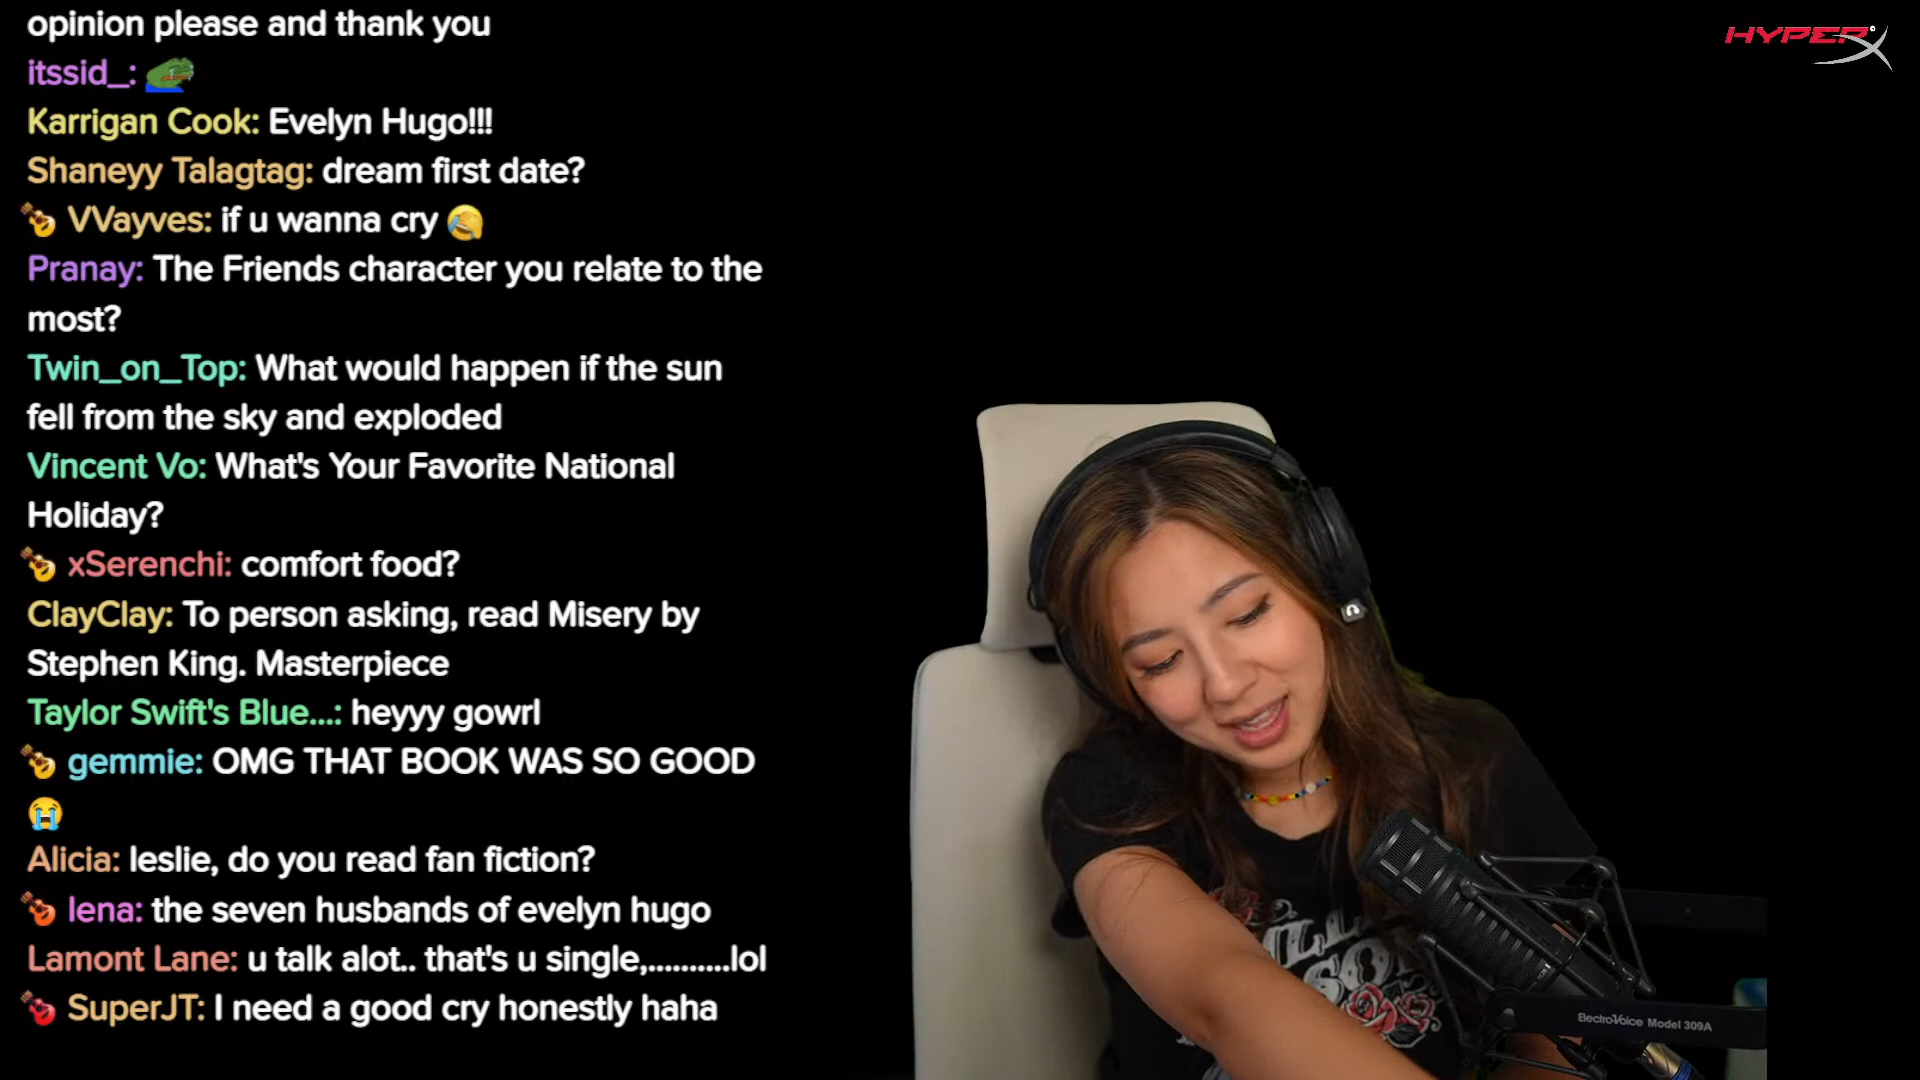 opinion please and thank you
itssid_:
Karrigan Cook: Evelyn Hugo!!!
Shaneyy Talagtag: dream first date?
VVayves: if u wanna cry
Pranay: The Friends character you relate to the
most?
Twin_on_Top: What would happen if the sun
fell from the sky and exploded
Vincent Vo: What's Your Favorite National
Holiday?
xSerenchi: comfort food?
ClayClay: To person asking, read Misery by
Stephen King. Masterpiece
Taylor Swift's Blue...: heyyy gowrl
gemmie: OMG THAT BOOK WAS SO GOOD
Alicia: leslie, do you read fan fiction?
lena: the seven husbands of evelyn hugo
Lamont Lane: u talk alot.. that's u single,..........lol
SuperJT: I need a good cry honestly haha
HYPERX
ElectroVoice Model 309A